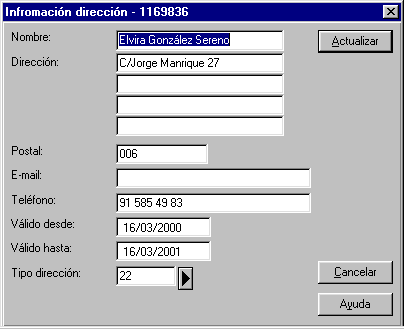 Infromación dirección - 1169836
Nombre: Elvira González Sereno Actualizar
Dirección: C/Jorge Manrique 27
Postal: 006
E-mail:
Teléfono: 91 585 49 83
Válido desde: 16/03/2000
Válido hasta: 16/03/2001
Tipo dirección: 22
Cancelar
Ayuda